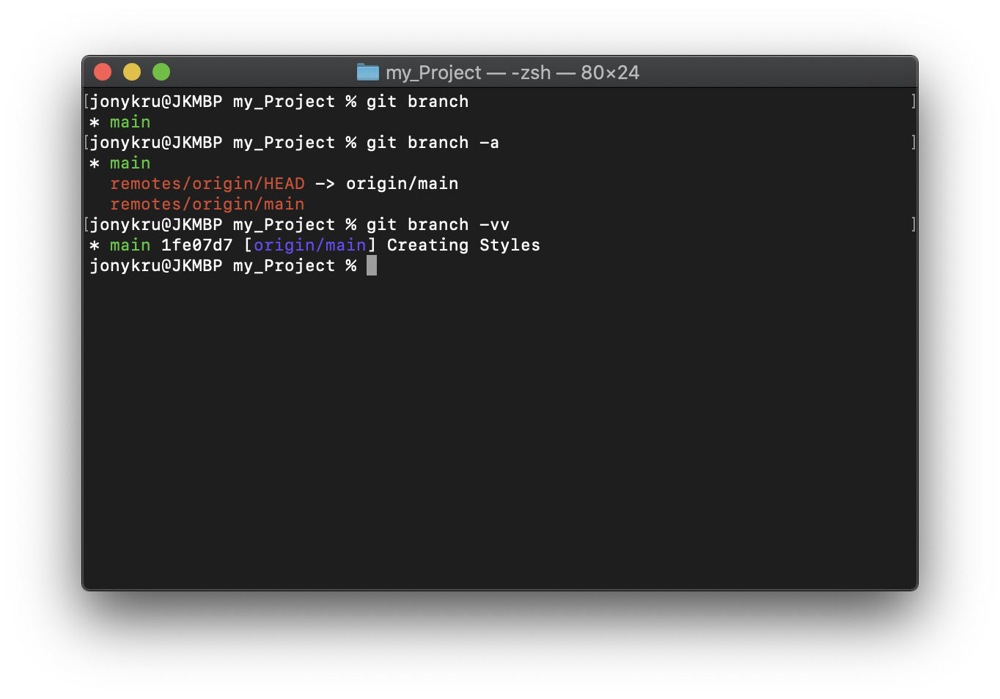 my_Project — -zsh — 80×24
[jonykru@JKMBP my_Project % git branch ]
* main
[jonykru@JKMBP my_Project % git branch -a ]
* main
  remotes/origin/HEAD -> origin/main
  remotes/origin/main
[jonykru@JKMBP my_Project % git branch -vv ]
* main 1fe07d7 [origin/main] Creating Styles
jonykru@JKMBP my_Project %